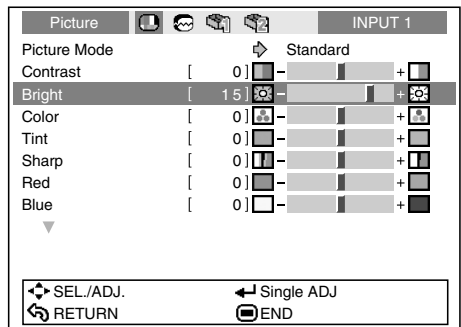 Picture INPUT 1
Picture Mode Standard
Contrast [ 0 ] - +
Bright [ 15 ] - +
Color [ 0 ] - +
Tint [ 0 ] - +
Sharp [ 0 ] - +
Red [ 0 ] - +
Blue [ 0 ] - +
SEL./ADJ. Single ADJ
RETURN END